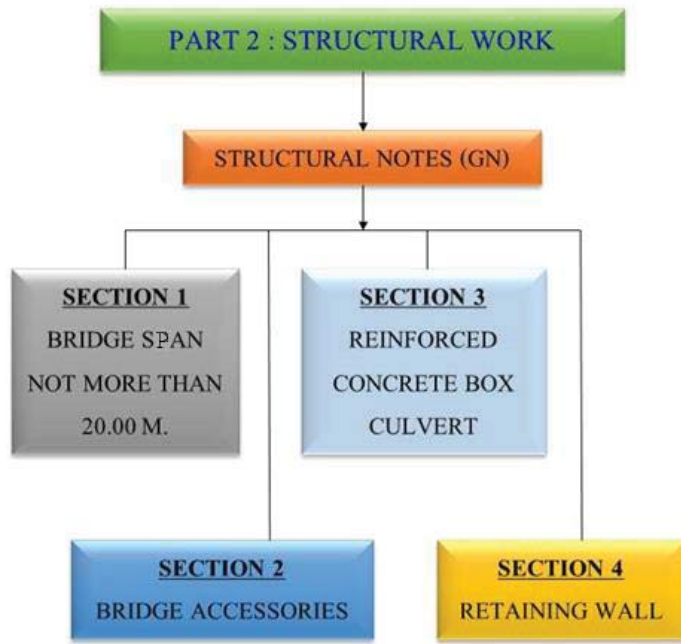 PART 2 : STRUCTURAL WORK
STRUCTURAL NOTES (GN)
SECTION 1
BRIDGE SPAN
NOT MORE THAN
20.00 M.
SECTION 3
REINFORCED
CONCRETE BOX
CULVERT
SECTION 2
BRIDGE ACCESSORIES
SECTION 4
RETAINING WALL